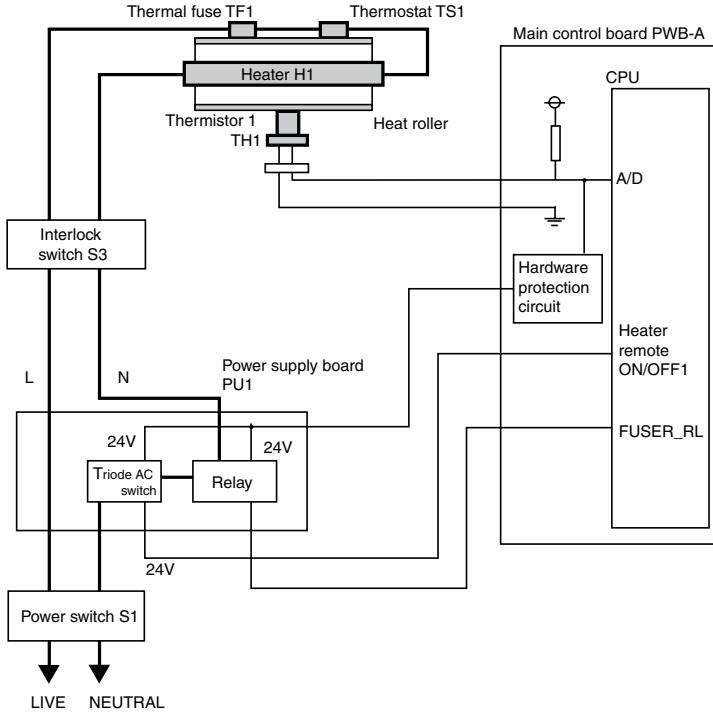 Thermal fuse TF1
Thermostat TS1
Main control board PWB-A
Heater H1
CPU
Thermistor 1
TH1
Heat roller
A/D
Interlock
switch S3
Hardware
protection
circuit
Heater
remote
ON/OFF1
L
N
Power supply board
PU1
FUSER_RL
24V
24V
Triode AC
switch
Relay
24V
Power switch S1
LIVE
NEUTRAL